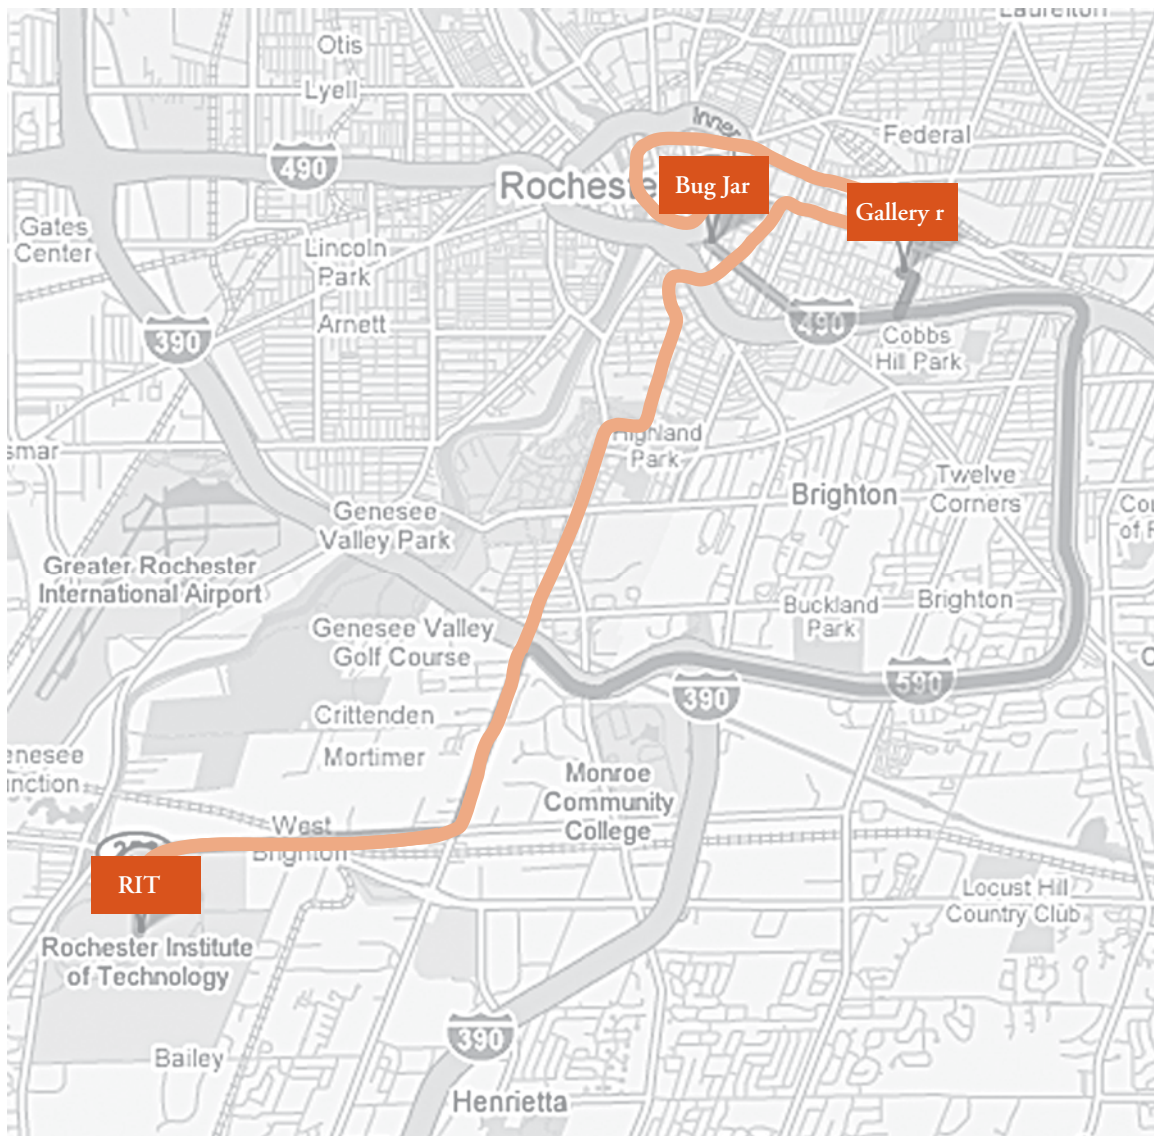 Laurelton
Otis
Lyell
Inner
Federal
490
Bug Jar
Gallery r
Gates
Center
Lincoln
Park
Arnett
390
490
Cobbs
Hill Park
Highland
Park
Twelve
Corners
Brighton
Genesee
Valley Park
Greater Rochester
International Airport
Buckland
Park
Brighton
Genesee Valley
Golf Course
590
390
Crittenden
Mortimer
Monroe
Community
College
West
Brighton
RIT
Locust Hill
Country Club
Rochester Institute
of Technology
390
Bailey
Henrietta